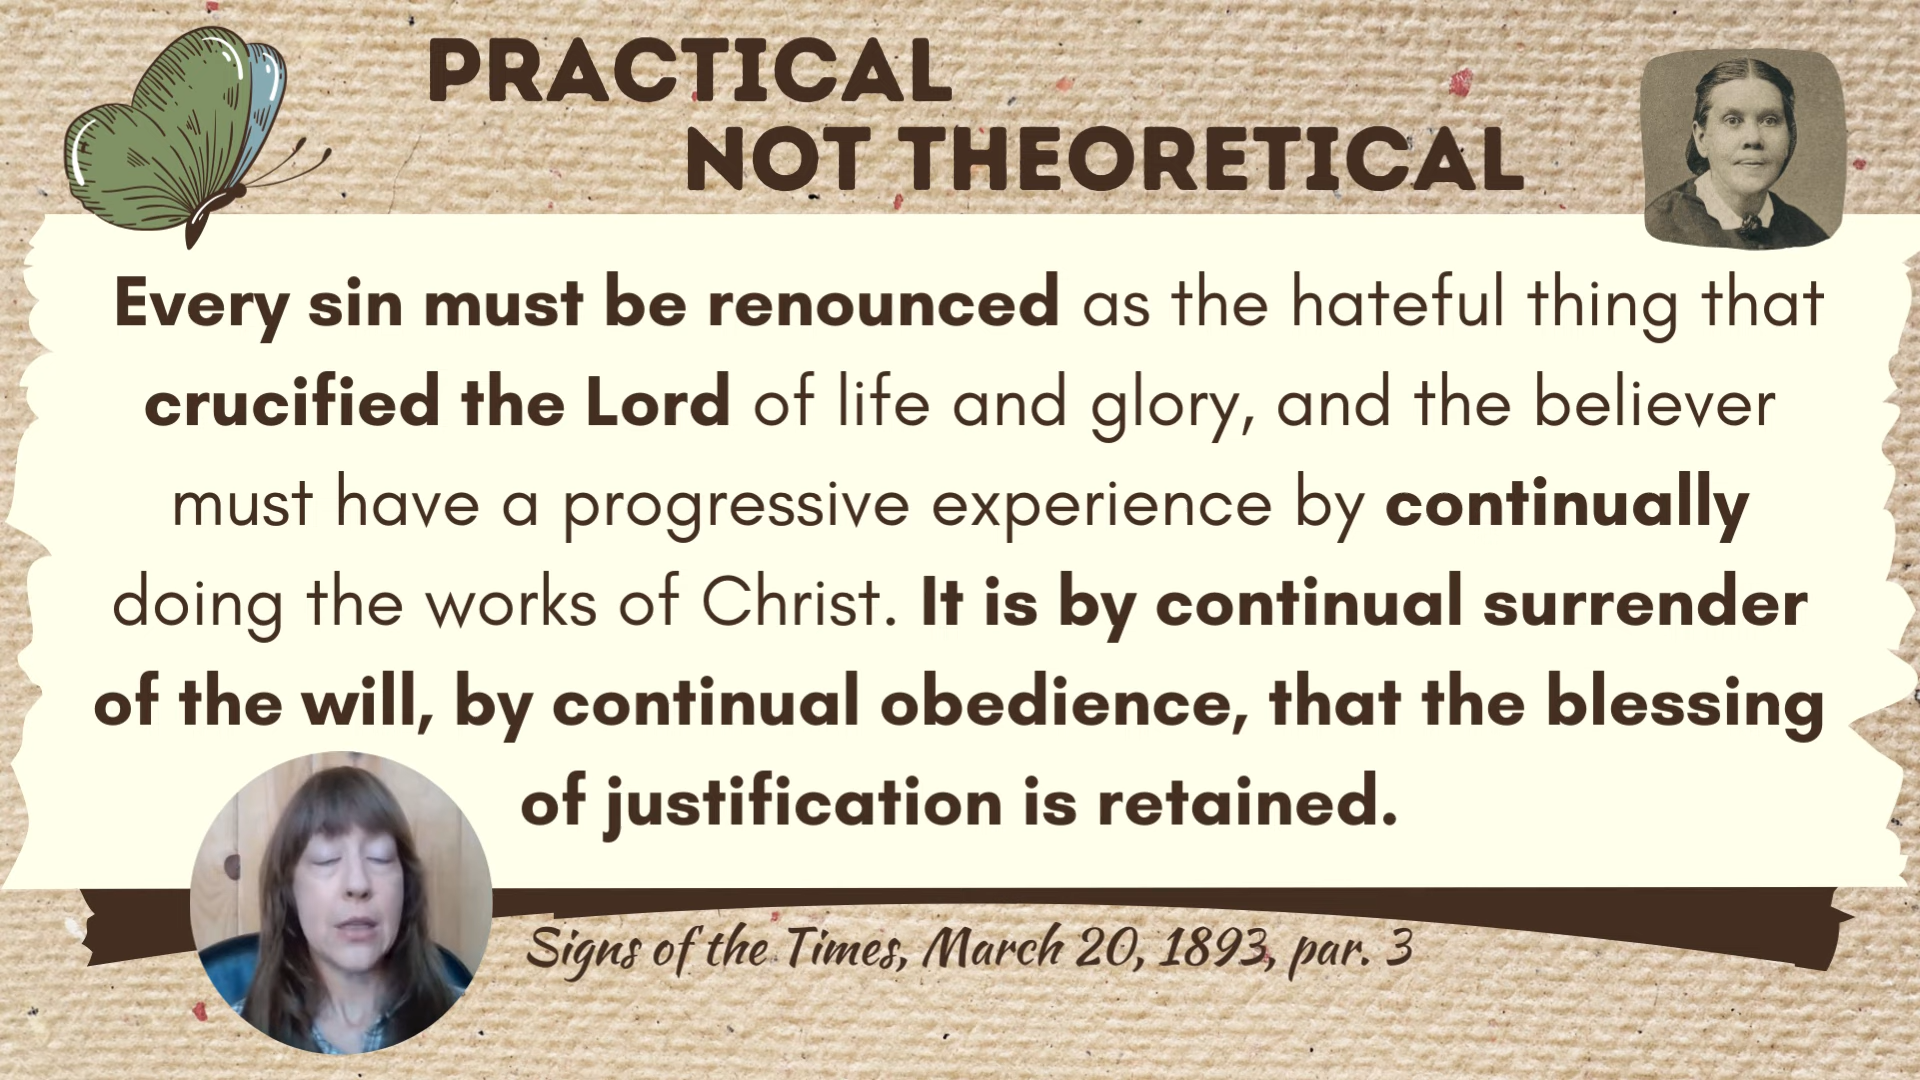 PRACTICAL
NOT THEORETICAL
Every sin must be renounced as the hateful thing that
crucified the Lord of life and glory, and the believer
must have a progressive experience by continually
doing the works of Christ. It is by continual surrender
of the will, by continual obedience, that the blessing
of justification is retained.
Signs of the Times, March 20, 1893, par. 3